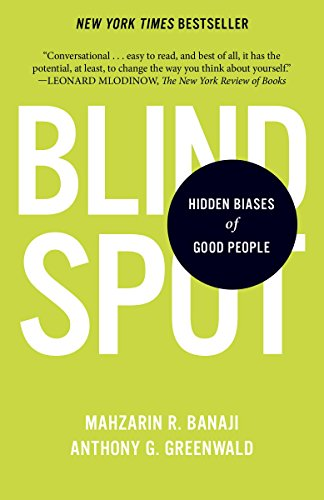 NEW YORK TIMES BESTSELLER
“Conversational . . . easy to read, and best of all, it has the
potential, at least, to change the way you think about yourself.”
—LEONARD MLODINOW, The New York Review of Books
BLIND
HIDDEN BIASES
of
GOOD PEOPLE
SPOT
MAHZARIN R. BANAJI
ANTHONY G. GREENWALD